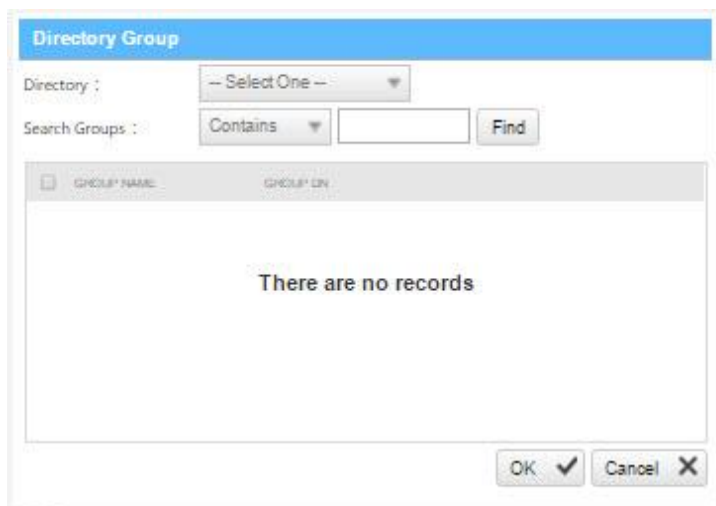 Directory Group
Directory :
-- Select One --
Search Groups :
Contains
Find
GROUP NAME
GROUP DN
There are no records
OK
Cancel